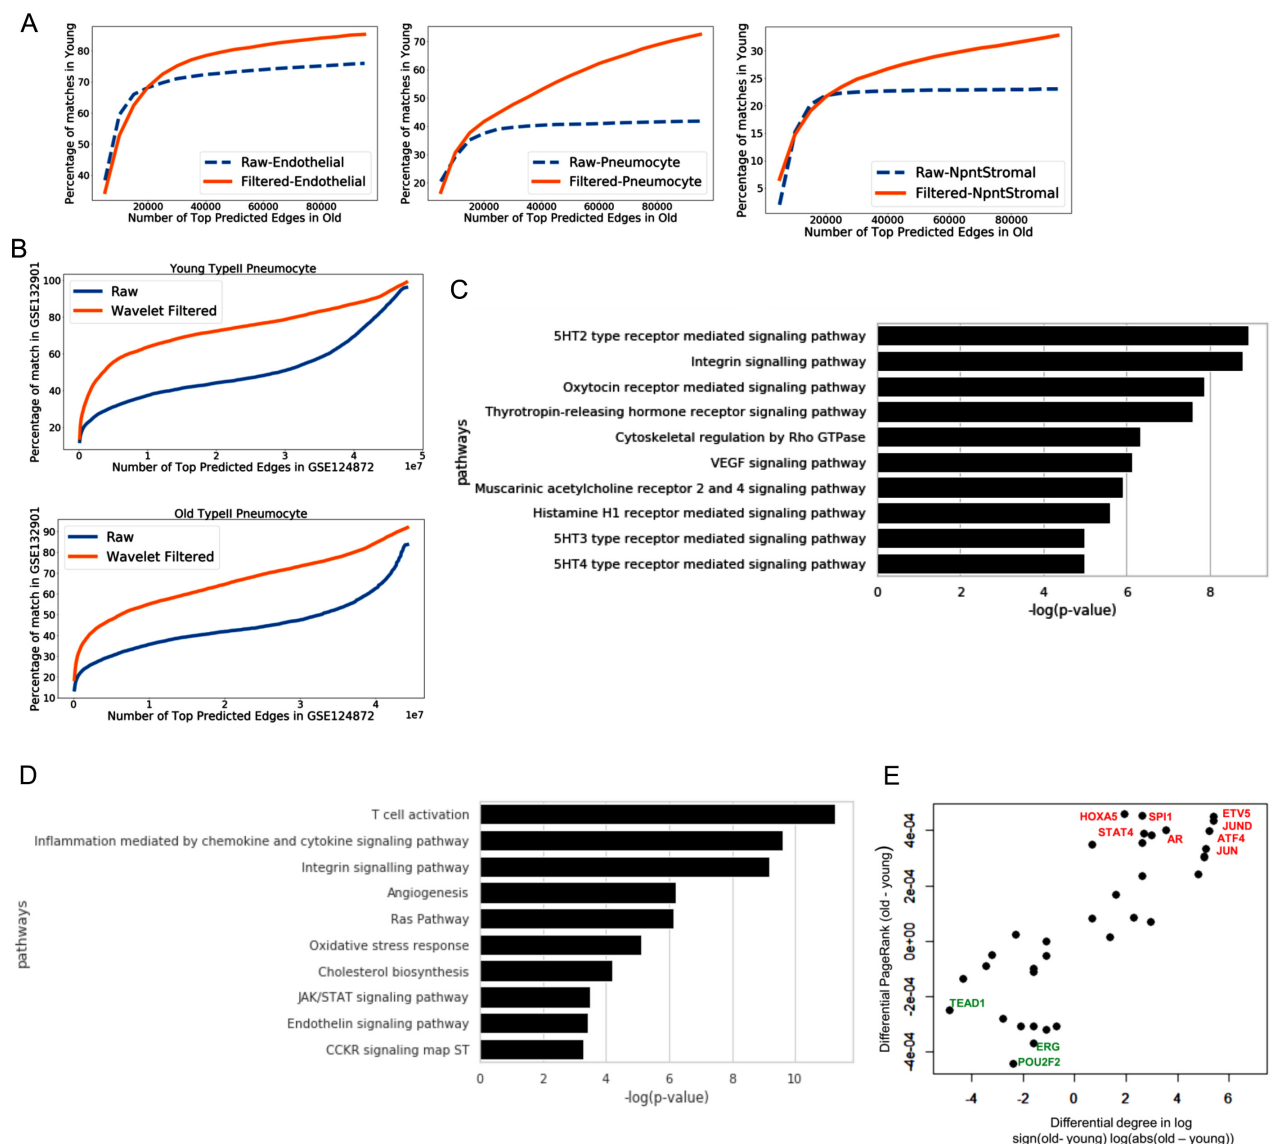 A
Percentage of matches in Young
80
70
60
50
40
Raw-Endothelial
Filtered-Endothelial
20000 40000 60000 80000
Number of Top Predicted Edges in Old
Percentage of matches in Young
70
60
50
40
30
20
Raw-Pneumocyte
Filtered-Pneumocyte
20000 40000 60000 80000
Number of Top Predicted Edges in Old
Percentage of matches in Young
30
25
20
15
10
5
Raw-NpntStromal
Filtered-NpntStromal
20000 40000 60000 80000
Number of Top Predicted Edges in Old
B
Young TypeII Pneumocyte
Percentage of match in GSE132901
100
80
60
40
20
Raw
Wavelet Filtered
0 1 2 3 4 5
1e7
Number of Top Predicted Edges in GSE124872
Old TypeII Pneumocyte
Percentage of match in GSE132901
90
80
70
60
50
40
30
20
10
Raw
Wavelet Filtered
0 1 2 3 4
1e7
Number of Top Predicted Edges in GSE124872
C
pathways
5HT2 type receptor mediated signaling pathway
Integrin signalling pathway
Oxytocin receptor mediated signaling pathway
Thyrotropin-releasing hormone receptor signaling pathway
Cytoskeletal regulation by Rho GTPase
VEGF signaling pathway
Muscarinic acetylcholine receptor 2 and 4 signaling pathway
Histamine H1 receptor mediated signaling pathway
5HT3 type receptor mediated signaling pathway
5HT4 type receptor mediated signaling pathway
0 2 4 6 8
-log(p-value)
D
pathways
T cell activation
Inflammation mediated by chemokine and cytokine signaling pathway
Integrin signalling pathway
Angiogenesis
Ras Pathway
Oxidative stress response
Cholesterol biosynthesis
JAK/STAT signaling pathway
Endothelin signaling pathway
CCKR signaling map ST
0 2 4 6 8 10
-log(p-value)
E
Differential PageRank (old - young)
4e-04
2e-04
0e+00
-2e-04
-4e-04
HOXA5
SPI1
ETV5
JUND
STAT4
AR
ATF4
JUN
TEAD1
ERG
POU2F2
-4 -2 0 2 4 6
Differential degree in log
sign(old- young) log(abs(old – young))